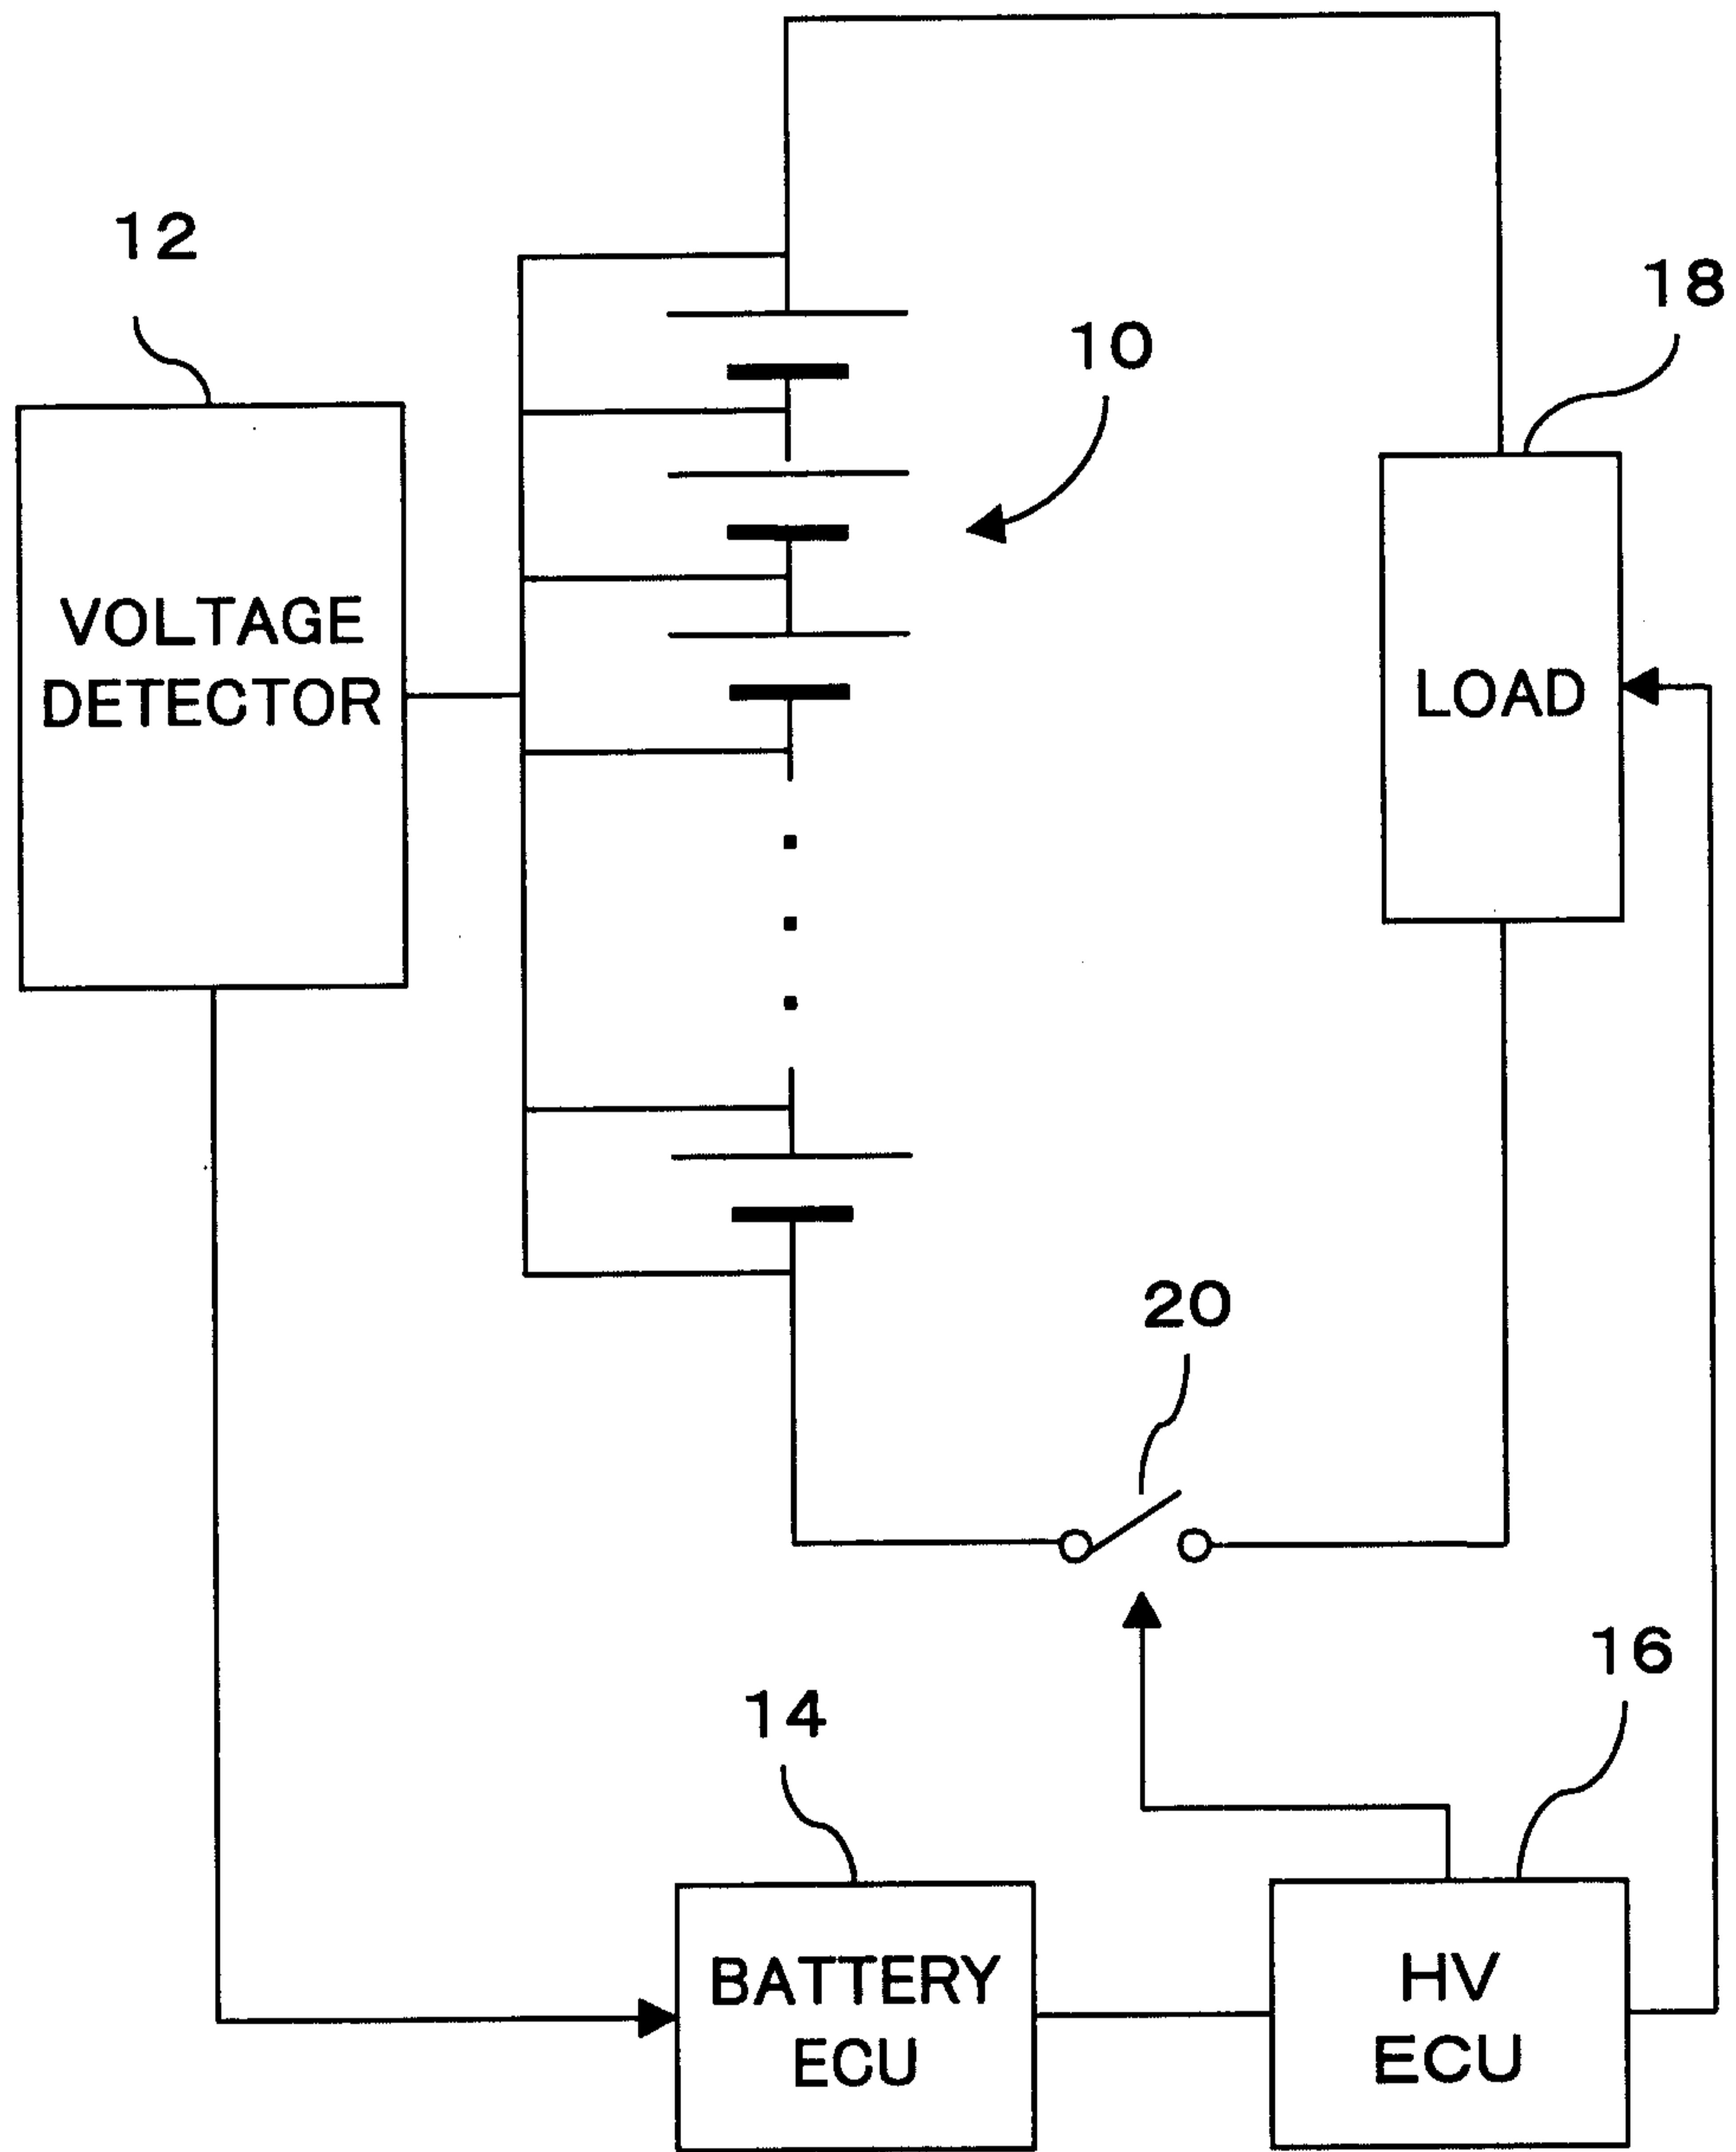 12
18
10
VOLTAGE
DETECTOR
LOAD
20
16
14
BATTERY
ECU
HV
ECU